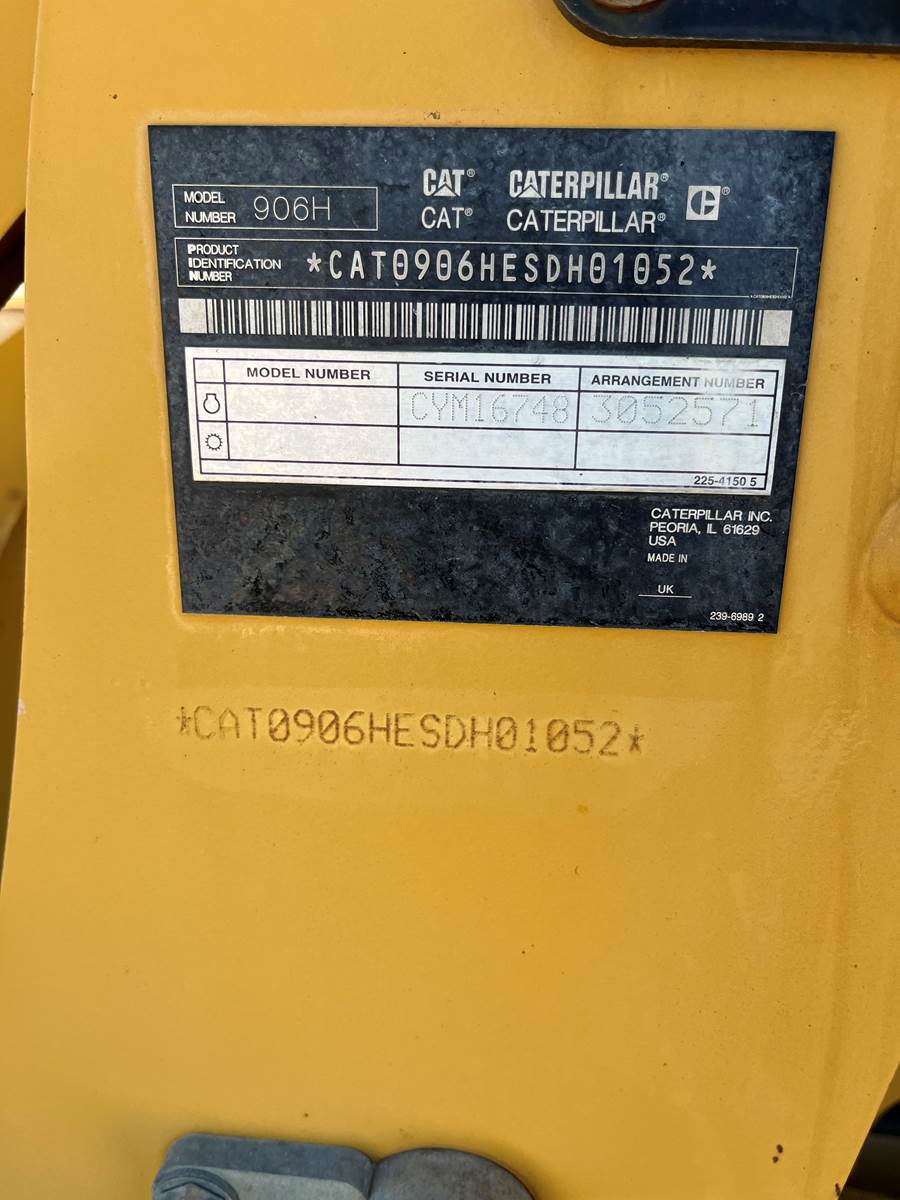 CAT® CATERPILLAR®
MODEL NUMBER 906H
CAT® CATERPILLAR®
PRODUCT
IDENTIFICATION
NUMBER
*CAT0906HESDH01052*
MODEL NUMBER SERIAL NUMBER ARRANGEMENT NUMBER
CYM16748 3052571
225-4150 5
CATERPILLAR INC.
PEORIA, IL 61629
USA
MADE IN
UK
239-6989 2
*CAT0906HESDH01052*